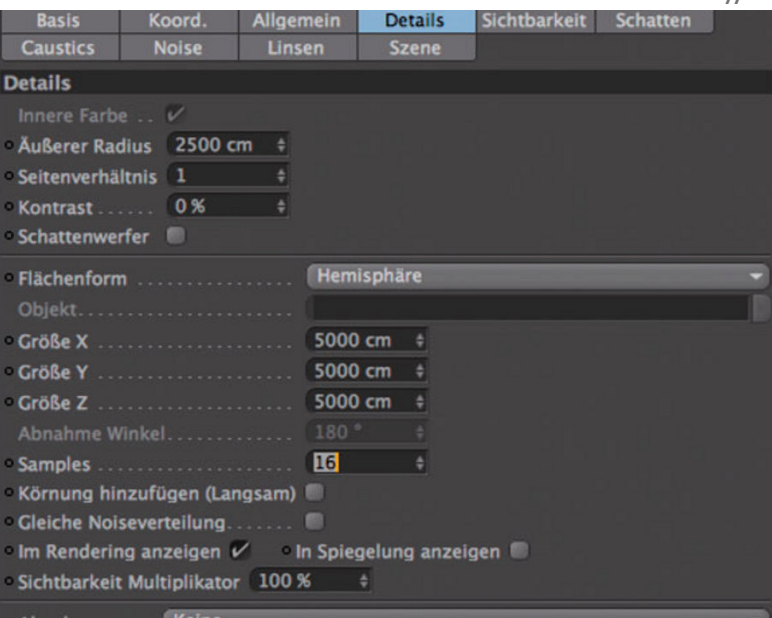 Basis Koord. Allgemein Details Sichtbarkeit Schatten
Caustics Noise Linsen Szene
Details
Innere Farbe . .
Äußerer Radius 2500 cm
Seitenverhältnis 1
Kontrast . . . . . . 0 %
Schattenwerfer
Flächenform . . . . . . . . . . . . . . . . Hemisphäre
Objekt. . . . . . . . . . . . . . . . . . . . . .
Größe X . . . . . . . . . . . . . . . . . . . . 5000 cm
Größe Y . . . . . . . . . . . . . . . . . . . . 5000 cm
Größe Z . . . . . . . . . . . . . . . . . . . . 5000 cm
Abnahme Winkel. . . . . . . . . . . . . 180 °
Samples . . . . . . . . . . . . . . . . . . . . 16
Körnung hinzufügen (Langsam)
Gleiche Noiseverteilung. . . . . . .
Im Rendering anzeigen In Spiegelung anzeigen
Sichtbarkeit Multiplikator 100 %